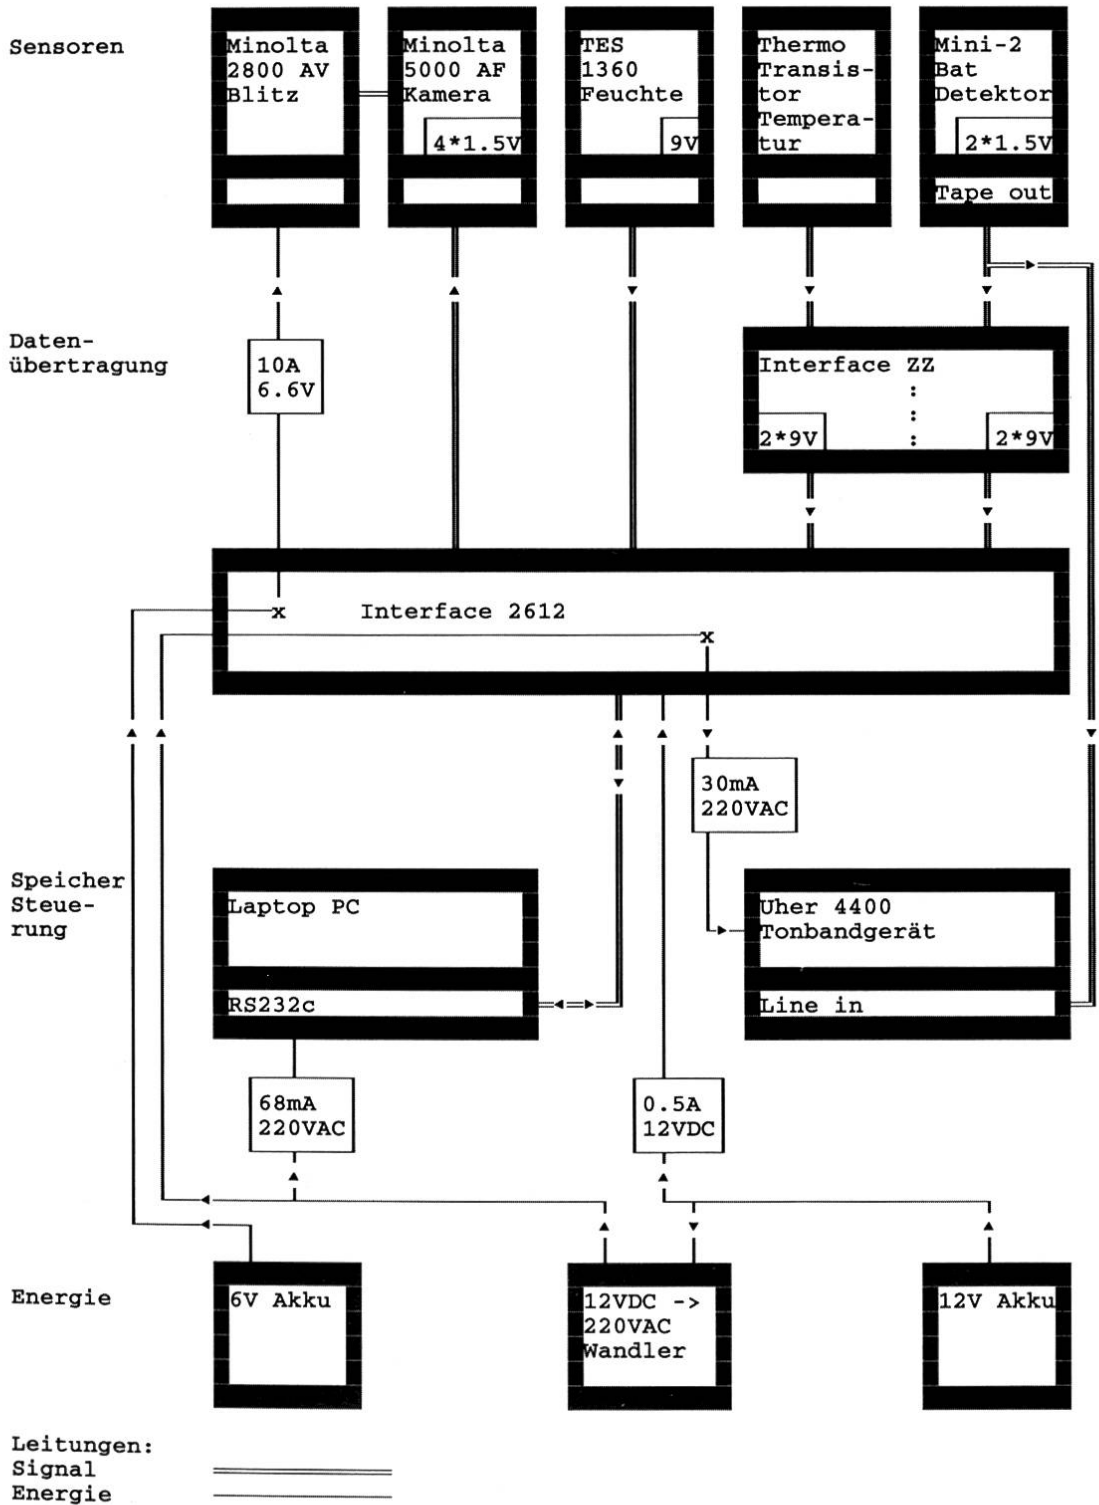 Sensoren
Minolta
2800 AV
Blitz
Minolta
5000 AF
Kamera
4*1.5V
TES
1360
Feuchte
9V
Thermo
Transis-
tor
Tempera-
tur
Mini-2
Bat
Detektor
2*1.5V
Tape out
Daten-
übertragung
10A
6.6V
Interface ZZ
:
:
:
2*9V
2*9V
x
Interface 2612
x
30mA
220VAC
Speicher
Steue-
rung
Laptop PC
RS232c
Uher 4400
Tonbandgerät
Line in
68mA
220VAC
0.5A
12VDC
Energie
6V Akku
12VDC ->
220VAC
Wandler
12V Akku
Leitungen:
Signal
Energie